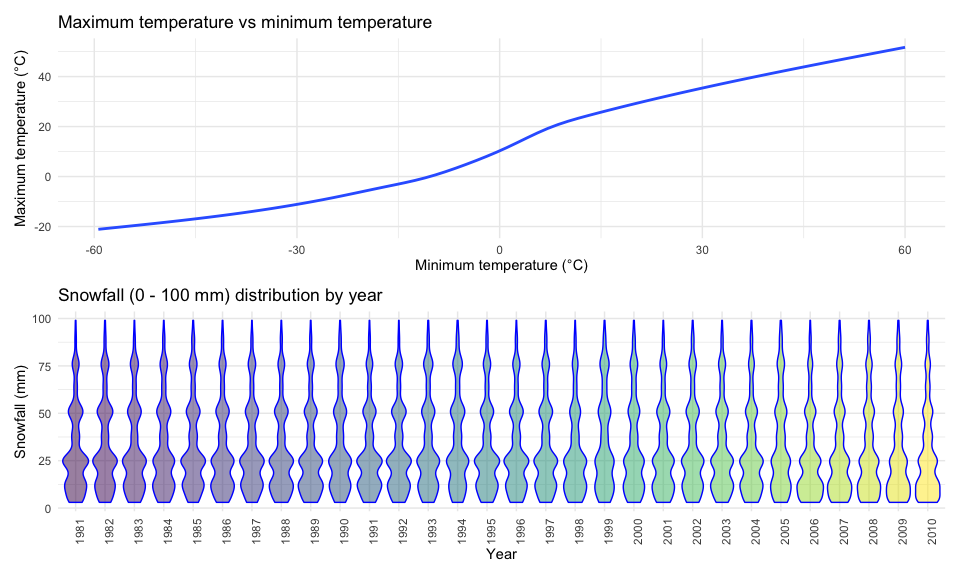 Maximum temperature vs minimum temperature
Maximum temperature (°C)
40
20
0
-20
-60 -30 0 30 60
Minimum temperature (°C)
Snowfall (0 - 100 mm) distribution by year
Snowfall (mm)
100
75
50
25
0
1981 1982 1983 1984 1985 1986 1987 1988 1989 1990 1991 1992 1993 1994 1995 1996 1997 1998 1999 2000 2001 2002 2003 2004 2005 2006 2007 2008 2009 2010
Year